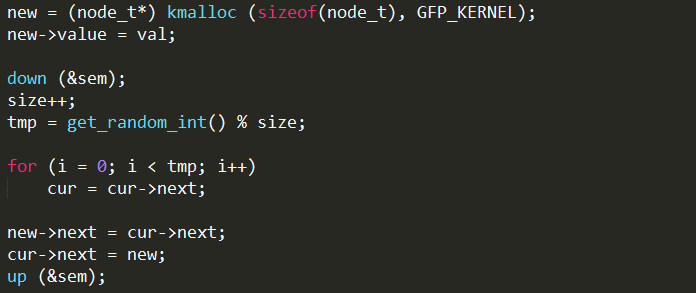 new = (node_t*) kmalloc (sizeof(node_t), GFP_KERNEL);
new->value = val;

down (&sem);
size++;
tmp = get_random_int() % size;

for (i = 0; i < tmp; i++)
    cur = cur->next;

new->next = cur->next;
cur->next = new;
up (&sem);